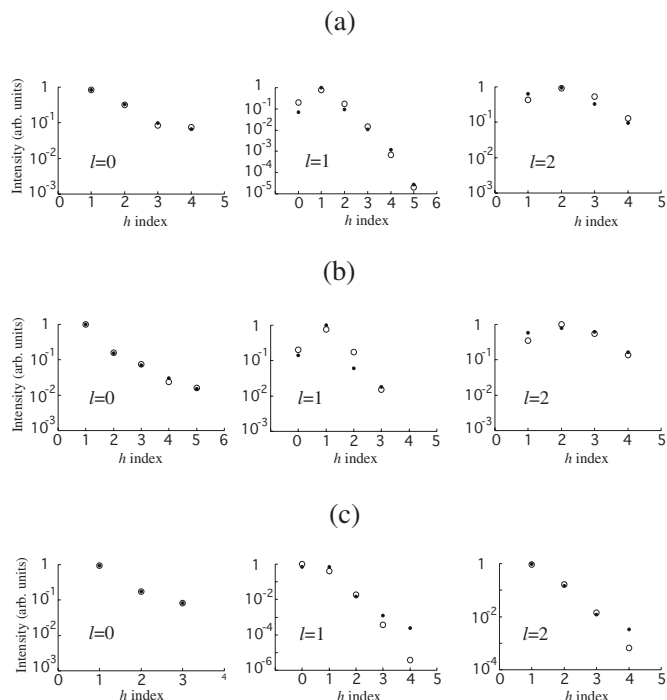 (a)
Intensity (arb. units)
1
10⁻¹
10⁻²
10⁻³
l=0
0 1 2 3 4 5
h index
1
10⁻¹
10⁻²
10⁻³
10⁻⁴
10⁻⁵
l=1
0 1 2 3 4 5 6
h index
1
10⁻¹
10⁻²
10⁻³
l=2
0 1 2 3 4 5
h index
(b)
Intensity (arb. units)
1
10⁻¹
10⁻²
10⁻³
l=0
0 1 2 3 4 5 6
h index
1
10⁻¹
10⁻²
10⁻³
l=1
0 1 2 3 4 5
h index
1
10⁻¹
10⁻²
10⁻³
l=2
0 1 2 3 4 5
h index
(c)
Intensity (arb. units)
1
10⁻¹
10⁻²
10⁻³
l=0
0 1 2 3 4
h index
1
10⁻²
10⁻⁴
10⁻⁶
l=1
0 1 2 3 4 5
h index
1
10⁻²
10⁻⁴
l=2
0 1 2 3 4 5
h index